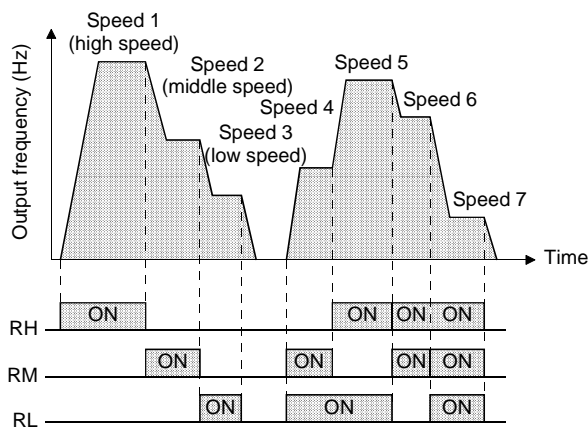 Speed 1
(high speed)
Speed 2
(middle speed)
Speed 3
(low speed)
Speed 4
Speed 5
Speed 6
Speed 7
Output frequency (Hz)
Time
RH
ON
ON
ON
ON
RM
ON
ON
ON
ON
RL
ON
ON
ON